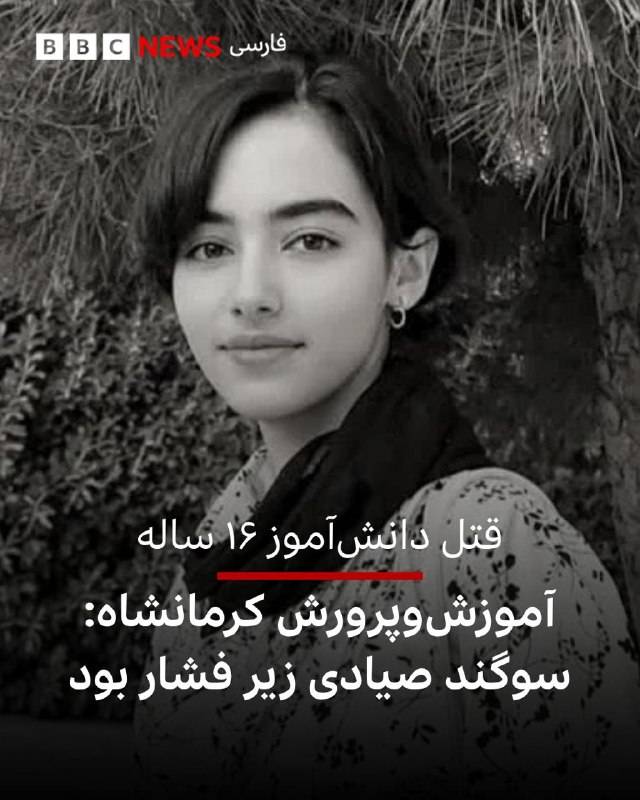 BBC NEWS فارسی
قتل دانش‌آموز ۱۶ ساله
آموزش‌وپرورش کرمانشاه:
سوگند صیادی زیر فشار بود